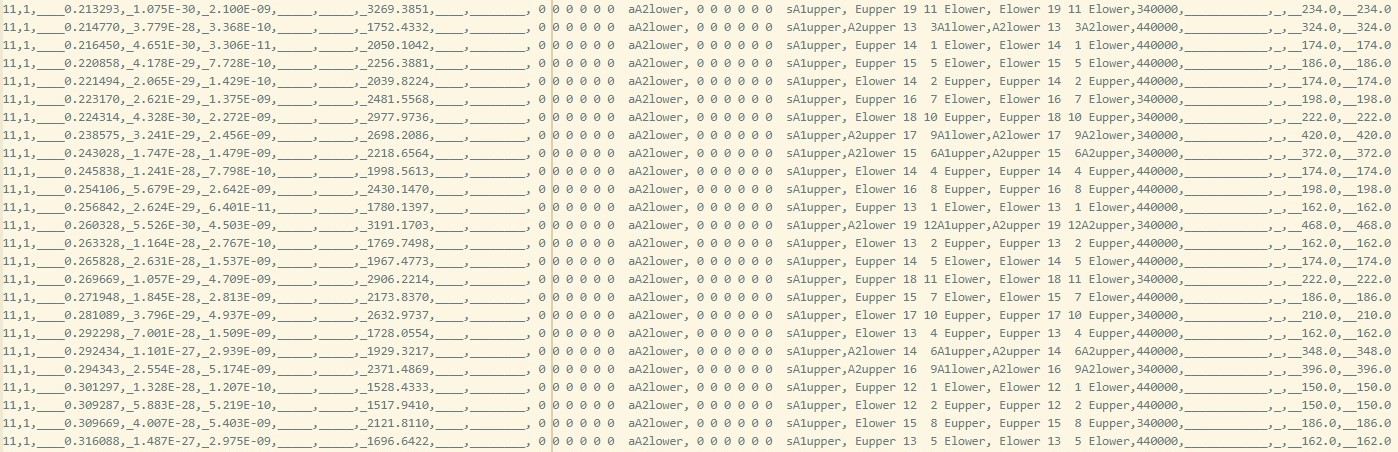 11,1,____0.213293,_1.075E-30,_2.100E-09,_____,____,_3269.3851,____,________, 0 0 0 0 0 0  aA2lower, 0 0 0 0 0 0  sA1upper, Eupper 19 11 Elower, Elower 19 11 Elower,340000,____________,_,__234.0,__234.0
11,1,____0.214770,_3.779E-28,_3.368E-10,_____,____,_1752.4332,____,________, 0 0 0 0 0 0  aA2lower, 0 0 0 0 0 0  sA1upper,A2upper 13  3A1lower,A2lower 13  3A2lower,440000,____________,_,__324.0,__324.0
11,1,____0.216450,_4.651E-30,_3.306E-11,_____,____,_2050.1042,____,________, 0 0 0 0 0 0  aA2lower, 0 0 0 0 0 0  sA1upper, Eupper 14  1 Elower, Elower 14  1 Elower,440000,____________,_,__174.0,__174.0
11,1,____0.220858,_4.178E-29,_7.728E-10,_____,____,_2256.3881,____,________, 0 0 0 0 0 0  aA2lower, 0 0 0 0 0 0  sA1upper, Eupper 15  5 Elower, Elower 15  5 Elower,440000,____________,_,__186.0,__186.0
11,1,____0.221494,_2.065E-29,_1.429E-10,_____,____,_2039.8224,____,________, 0 0 0 0 0 0  aA2lower, 0 0 0 0 0 0  sA1upper, Elower 14  2 Eupper, Eupper 14  2 Eupper,440000,____________,_,__174.0,__174.0
11,1,____0.223170,_2.621E-29,_1.375E-09,_____,____,_2481.5568,____,________, 0 0 0 0 0 0  aA2lower, 0 0 0 0 0 0  sA1upper, Eupper 16  7 Elower, Elower 16  7 Elower,340000,____________,_,__198.0,__198.0
11,1,____0.224314,_4.328E-30,_2.272E-09,_____,____,_2977.9736,____,________, 0 0 0 0 0 0  aA2lower, 0 0 0 0 0 0  sA1upper, Elower 18 10 Eupper, Eupper 18 10 Eupper,340000,____________,_,__222.0,__222.0
11,1,____0.238575,_3.241E-29,_2.456E-09,_____,____,_2698.2086,____,________, 0 0 0 0 0 0  aA2lower, 0 0 0 0 0 0  sA1upper,A2upper 17  9A1lower,A2lower 17  9A2lower,340000,____________,_,__420.0,__420.0
11,1,____0.243028,_1.747E-28,_1.479E-09,_____,____,_2218.6564,____,________, 0 0 0 0 0 0  aA2lower, 0 0 0 0 0 0  sA1upper,A2lower 15  6A1upper,A2upper 15  6A2upper,340000,____________,_,__372.0,__372.0
11,1,____0.245838,_1.241E-28,_7.798E-10,_____,____,_1998.5613,____,________, 0 0 0 0 0 0  aA2lower, 0 0 0 0 0 0  sA1upper, Elower 14  4 Eupper, Eupper 14  4 Eupper,440000,____________,_,__174.0,__174.0
11,1,____0.254106,_5.679E-29,_2.642E-09,_____,____,_2430.1470,____,________, 0 0 0 0 0 0  aA2lower, 0 0 0 0 0 0  sA1upper, Elower 16  8 Eupper, Eupper 16  8 Eupper,340000,____________,_,__198.0,__198.0
11,1,____0.256842,_2.624E-29,_6.401E-11,_____,____,_1780.1397,____,________, 0 0 0 0 0 0  aA2lower, 0 0 0 0 0 0  sA1upper, Eupper 13  1 Elower, Elower 13  1 Elower,440000,____________,_,__162.0,__162.0
11,1,____0.260328,_5.526E-30,_4.503E-09,_____,____,_3191.1703,____,________, 0 0 0 0 0 0  aA2lower, 0 0 0 0 0 0  sA1upper,A2lower 19 12A1upper,A2upper 19 12A2upper,340000,____________,_,__468.0,__468.0
11,1,____0.263328,_1.164E-28,_2.767E-10,_____,____,_1769.7498,____,________, 0 0 0 0 0 0  aA2lower, 0 0 0 0 0 0  sA1upper, Elower 13  2 Eupper, Eupper 13  2 Eupper,440000,____________,_,__162.0,__162.0
11,1,____0.265828,_2.631E-28,_1.537E-09,_____,____,_1967.4773,____,________, 0 0 0 0 0 0  aA2lower, 0 0 0 0 0 0  sA1upper, Eupper 14  5 Elower, Elower 14  5 Elower,440000,____________,_,__174.0,__174.0
11,1,____0.269669,_1.057E-29,_4.709E-09,_____,____,_2906.2214,____,________, 0 0 0 0 0 0  aA2lower, 0 0 0 0 0 0  sA1upper, Eupper 18 11 Elower, Elower 18 11 Elower,340000,____________,_,__222.0,__222.0
11,1,____0.271948,_1.845E-28,_2.813E-09,_____,____,_2173.8370,____,________, 0 0 0 0 0 0  aA2lower, 0 0 0 0 0 0  sA1upper, Eupper 15  7 Elower, Elower 15  7 Elower,440000,____________,_,__186.0,__186.0
11,1,____0.281089,_3.796E-29,_4.937E-09,_____,____,_2632.9737,____,________, 0 0 0 0 0 0  aA2lower, 0 0 0 0 0 0  sA1upper, Elower 17 10 Eupper, Eupper 17 10 Eupper,340000,____________,_,__210.0,__210.0
11,1,____0.292298,_7.001E-28,_1.509E-09,_____,____,_1728.0554,____,________, 0 0 0 0 0 0  aA2lower, 0 0 0 0 0 0  sA1upper, Elower 13  4 Eupper, Eupper 13  4 Eupper,440000,____________,_,__162.0,__162.0
11,1,____0.292434,_1.101E-27,_2.939E-09,_____,____,_1929.3217,____,________, 0 0 0 0 0 0  aA2lower, 0 0 0 0 0 0  sA1upper,A2lower 14  6A1upper,A2upper 14  6A2upper,440000,____________,_,__348.0,__348.0
11,1,____0.294343,_2.554E-28,_5.174E-09,_____,____,_2371.4869,____,________, 0 0 0 0 0 0  aA2lower, 0 0 0 0 0 0  sA1upper,A2upper 16  9A1lower,A2lower 16  9A2lower,340000,____________,_,__396.0,__396.0
11,1,____0.301297,_1.328E-28,_1.207E-10,_____,____,_1528.4333,____,________, 0 0 0 0 0 0  aA2lower, 0 0 0 0 0 0  sA1upper, Eupper 12  1 Elower, Elower 12  1 Elower,440000,____________,_,__150.0,__150.0
11,1,____0.309287,_5.883E-28,_5.219E-10,_____,____,_1517.9410,____,________, 0 0 0 0 0 0  aA2lower, 0 0 0 0 0 0  sA1upper, Elower 12  2 Eupper, Eupper 12  2 Eupper,440000,____________,_,__150.0,__150.0
11,1,____0.309669,_4.007E-28,_5.403E-09,_____,____,_2121.8110,____,________, 0 0 0 0 0 0  aA2lower, 0 0 0 0 0 0  sA1upper, Elower 15  8 Eupper, Eupper 15  8 Eupper,340000,____________,_,__186.0,__186.0
11,1,____0.316088,_1.487E-27,_2.975E-09,_____,____,_1696.6422,____,________, 0 0 0 0 0 0  aA2lower, 0 0 0 0 0 0  sA1upper, Eupper 13  5 Elower, Elower 13  5 Elower,440000,____________,_,__162.0,__162.0